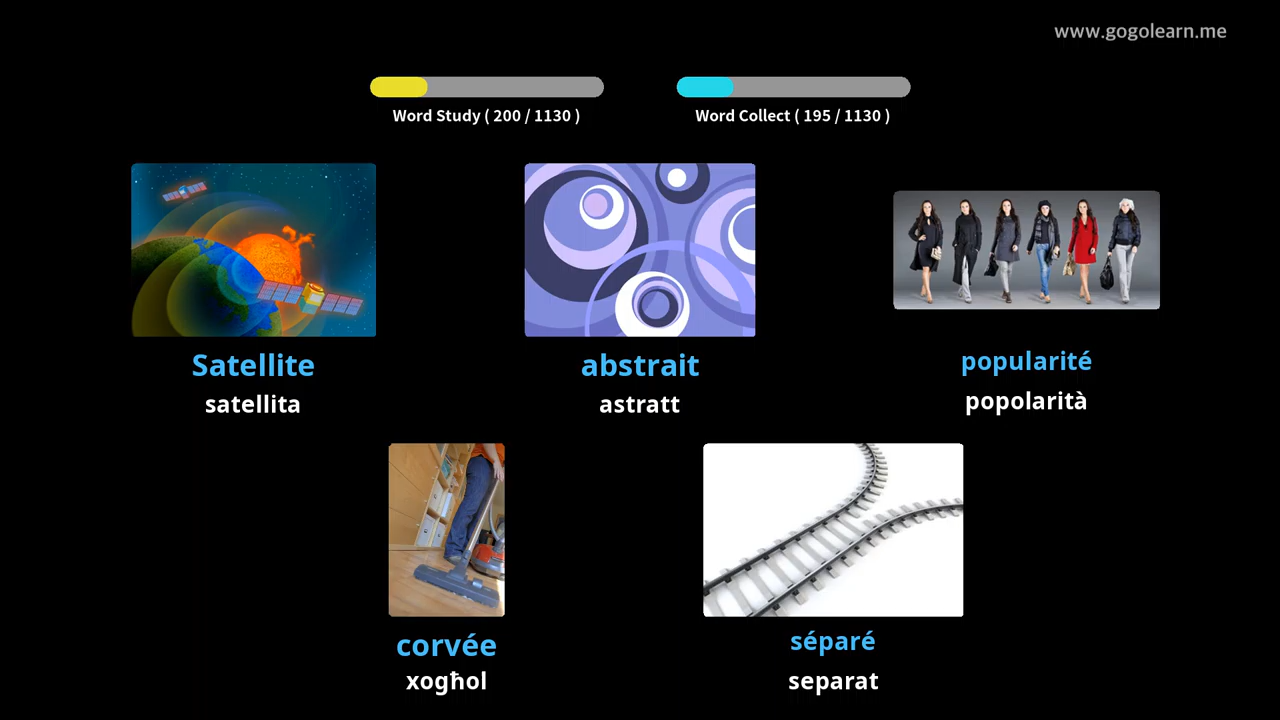 www.gogolearn.me
Word Study ( 200 / 1130 )
Word Collect ( 195 / 1130 )
Satellite
satellita
abstrait
astratt
popularité
popolarità
corvée
xogħol
séparé
separat